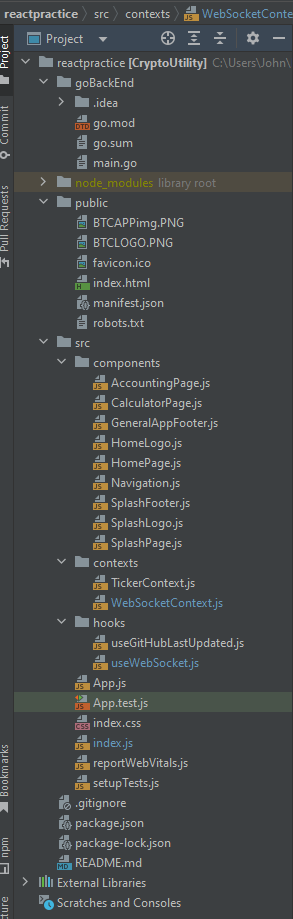 reactpractice > src > contexts > WebSocketConte
Project
reactpractice [CryptoUtility] C:\Users\John\
goBackEnd
.idea
go.mod
go.sum
main.go
node_modules library root
public
BTCAPPimg.PNG
BTCLOGO.PNG
favicon.ico
index.html
manifest.json
robots.txt
src
components
AccountingPage.js
CalculatorPage.js
GeneralAppFooter.js
HomeLogo.js
HomePage.js
Navigation.js
SplashFooter.js
SplashLogo.js
SplashPage.js
contexts
TickerContext.js
WebSocketContext.js
hooks
useGitHubLastUpdated.js
useWebSocket.js
App.js
App.test.js
index.css
index.js
reportWebVitals.js
setupTests.js
.gitignore
package.json
package-lock.json
README.md
External Libraries
Scratches and Consoles
Project
Commit
Pull Requests
Bookmarks
npm
cture